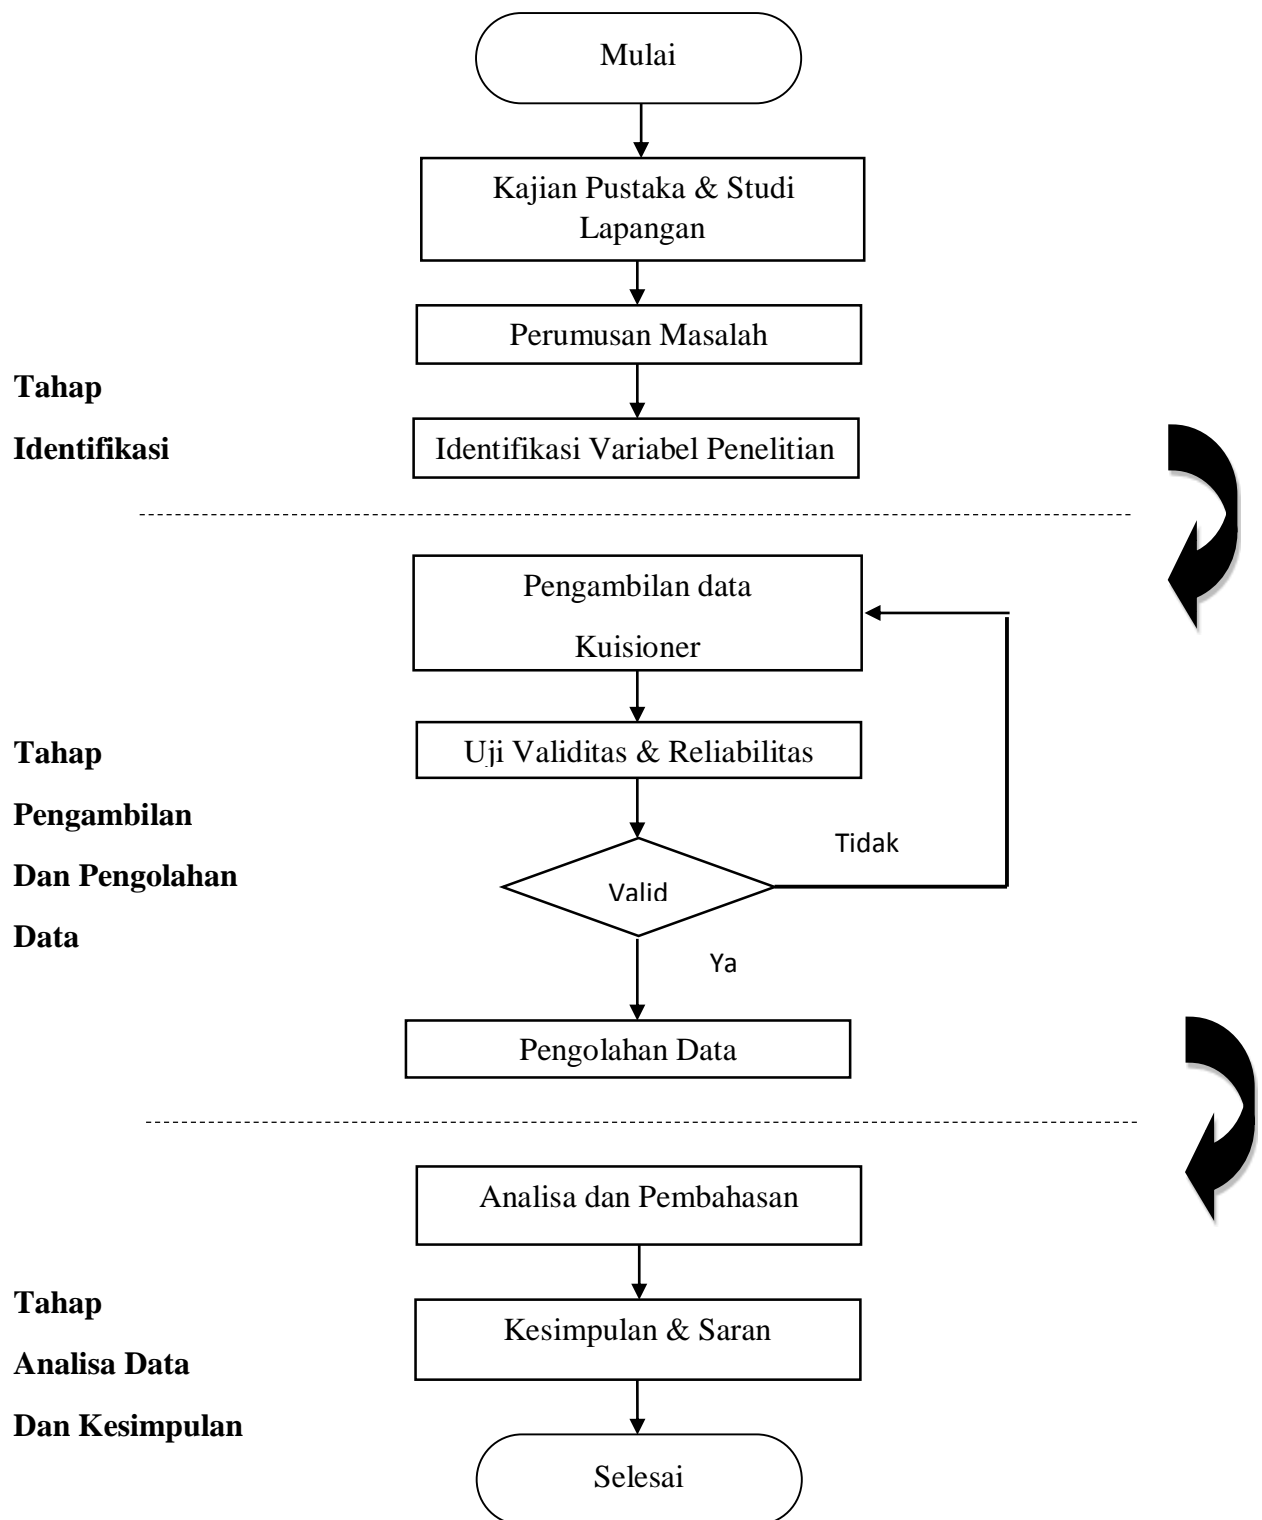 Mulai
Kajian Pustaka & Studi
Lapangan
Perumusan Masalah
Tahap
Identifikasi
Identifikasi Variabel Penelitian
Pengambilan data
Kuisioner
Tahap
Pengambilan
Dan Pengolahan
Data
Uji Validitas & Reliabilitas
Tidak
Valid
Ya
Pengolahan Data
Analisa dan Pembahasan
Tahap
Analisa Data
Dan Kesimpulan
Kesimpulan & Saran
Selesai